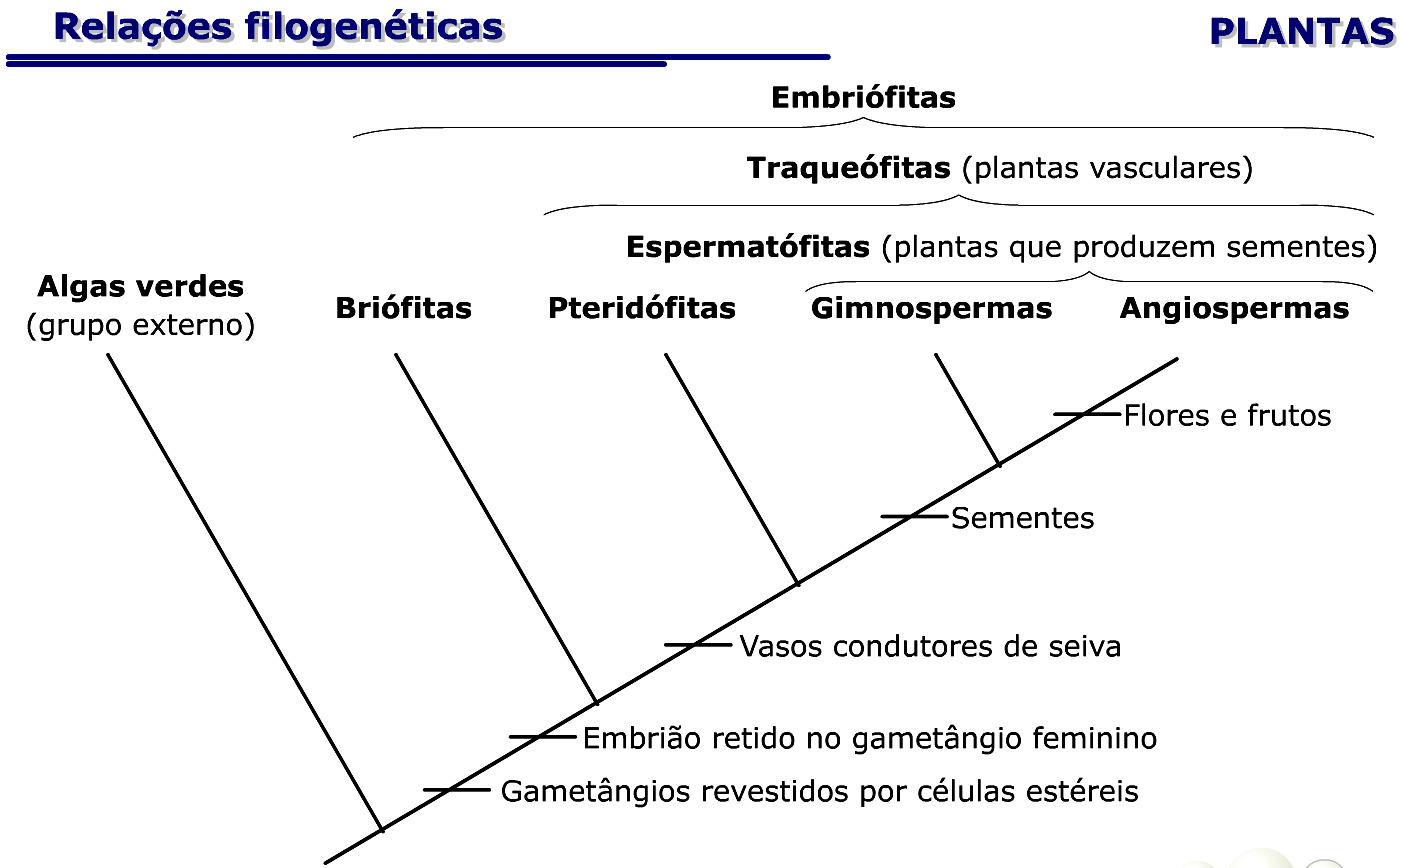 Relações filogenéticas
PLANTAS
Embriófitas
Traqueófitas (plantas vasculares)
Espermatófitas (plantas que produzem sementes)
Algas verdes
(grupo externo)
Briófitas
Pteridófitas
Gimnospermas
Angiospermas
Flores e frutos
Sementes
Vasos condutores de seiva
Embrião retido no gametângio feminino
Gametângios revestidos por células estéreis